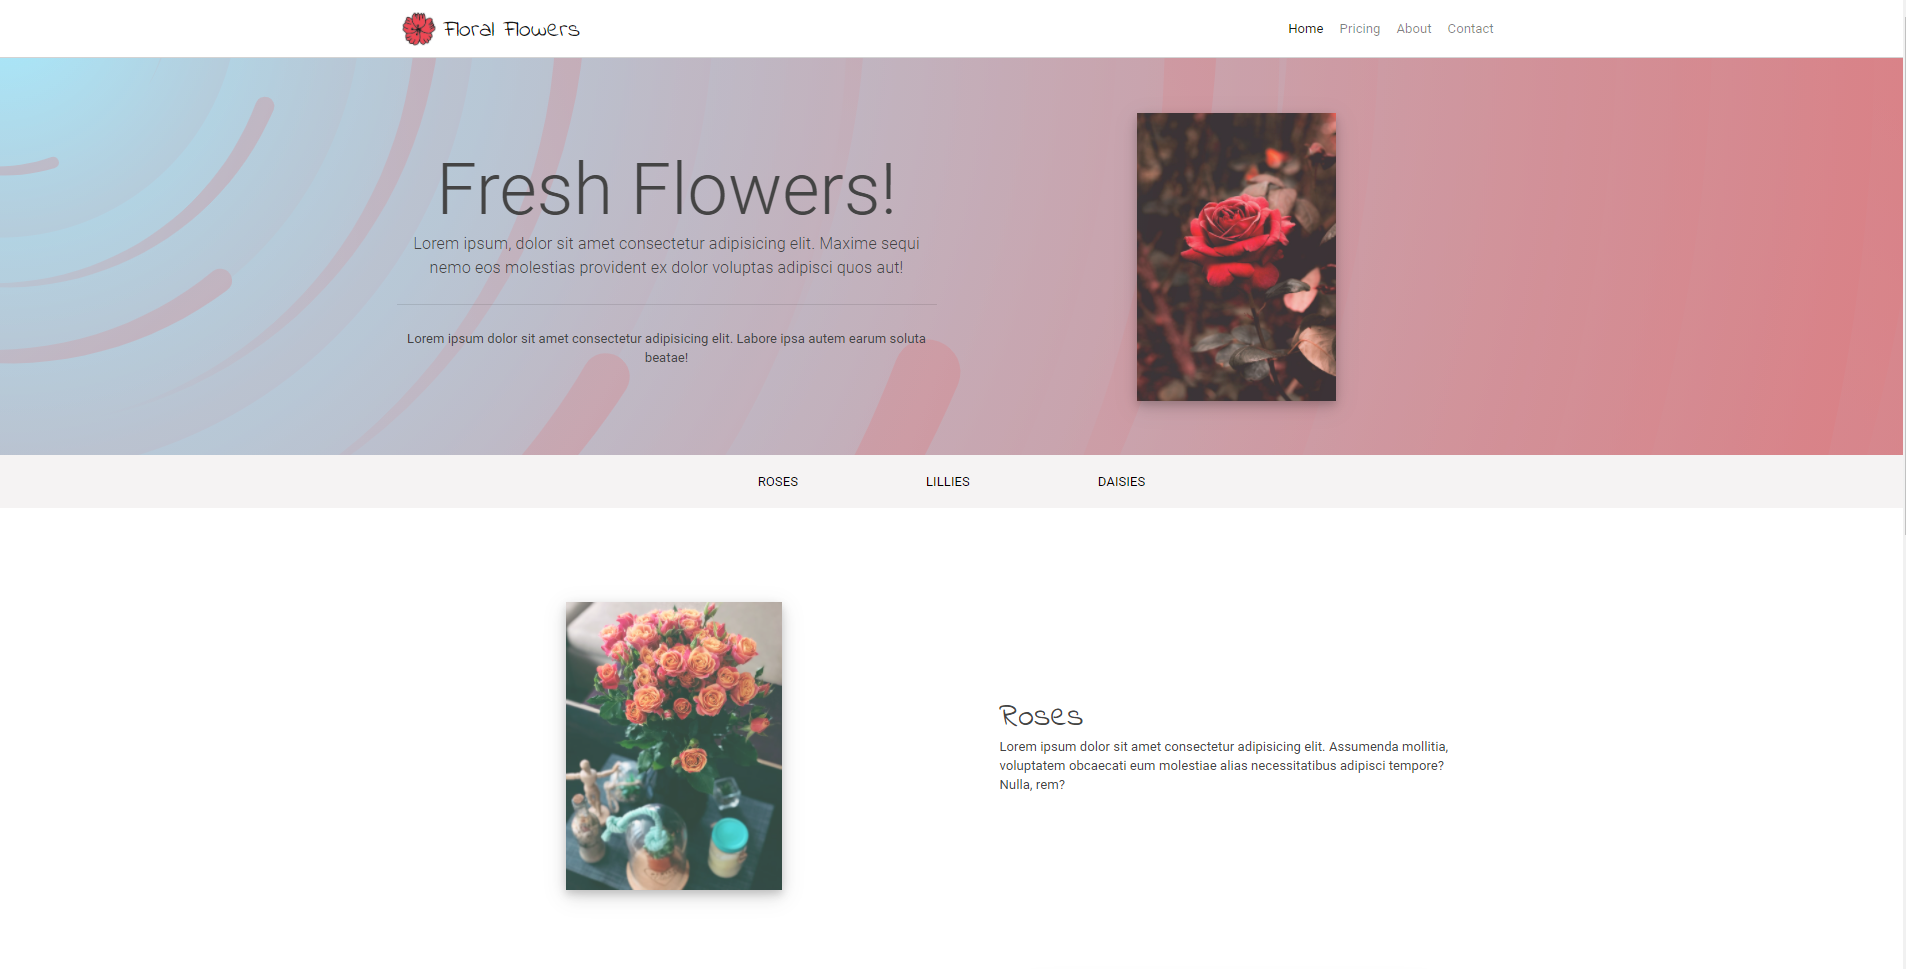 Floral Flowers
Home Pricing About Contact
Fresh Flowers!
Lorem ipsum, dolor sit amet consectetur adipisicing elit. Maxime sequi
nemo eos molestias provident ex dolor voluptas adipisci quos aut!
Lorem ipsum dolor sit amet consectetur adipisicing elit. Labore ipsa autem earum soluta
beatae!
ROSES LILLIES DAISIES
Roses
Lorem ipsum dolor sit amet consectetur adipisicing elit. Assumenda mollitia,
voluptatem obcaecati eum molestiae alias necessitatibus adipisci tempore?
Nulla, rem?